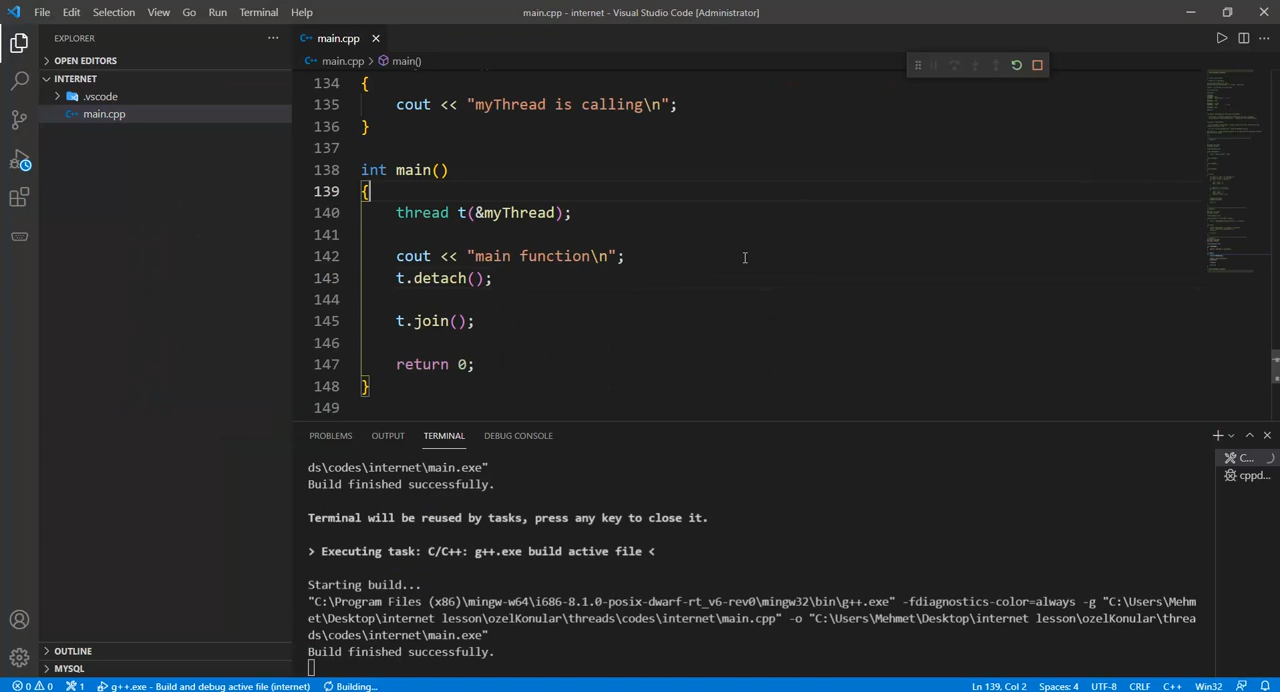 File Edit Selection View Go Run Terminal Help
main.cpp - internet - Visual Studio Code [Administrator]
EXPLORER
OPEN EDITORS
INTERNET
.vscode
main.cpp
C++ main.cpp
C++ main.cpp > main()
134 {
135 cout << "myThread is calling\n";
136 }
137
138 int main()
139 {
140 thread t(&myThread);
141
142 cout << "main function\n";
143 t.detach();
144
145 t.join();
146
147 return 0;
148 }
149
PROBLEMS OUTPUT TERMINAL DEBUG CONSOLE
C...
cppd...
ds\codes\internet\main.exe"
Build finished successfully.
Terminal will be reused by tasks, press any key to close it.
> Executing task: C/C++: g++.exe build active file <
Starting build...
"C:\Program Files (x86)\mingw-w64\i686-8.1.0-posix-dwarf-rt_v6-rev0\mingw32\bin\g++.exe" -fdiagnostics-color=always -g "C:\Users\Mehm
et\Desktop\internet lesson\ozelKonular\threads\codes\internet\main.cpp" -o "C:\Users\Mehmet\Desktop\internet lesson\ozelKonular\threa
ds\codes\internet\main.exe"
Build finished successfully.
OUTLINE
MYSQL
0 0 1 g++.exe - Build and debug active file (internet) Building... Ln 139, Col 2 Spaces: 4 UTF-8 CRLF C++ Win32